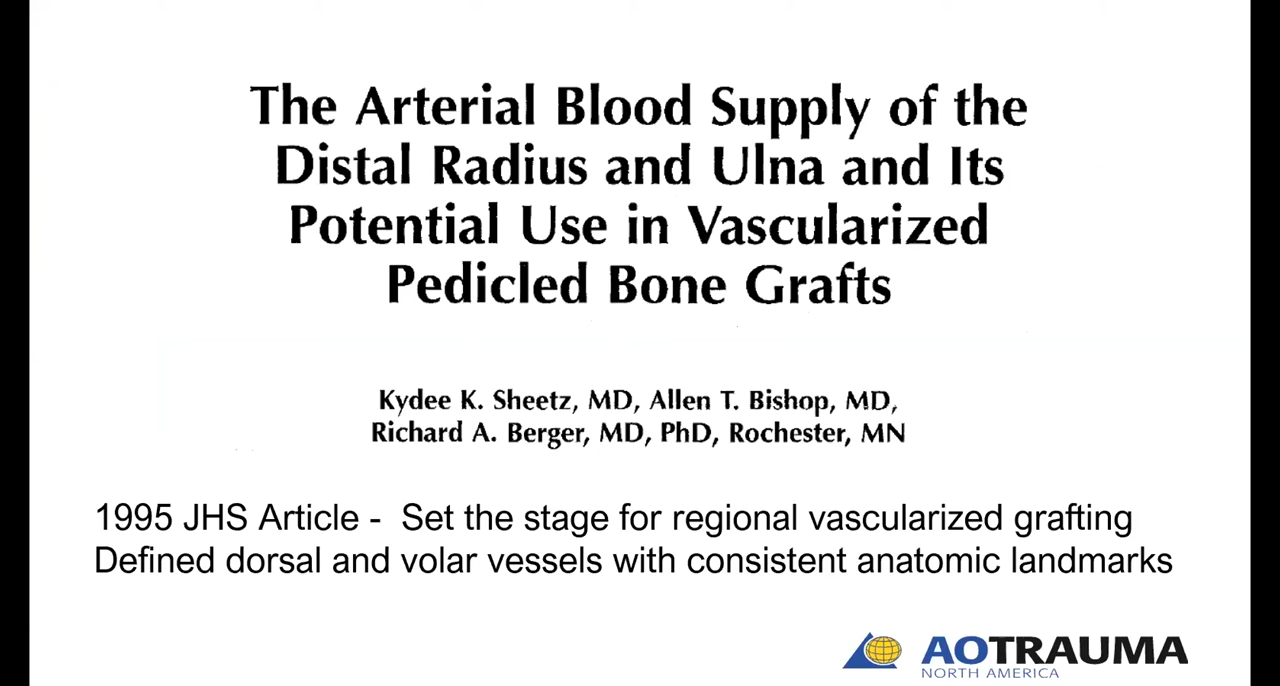 The Arterial Blood Supply of the
Distal Radius and Ulna and Its
Potential Use in Vascularized
Pedicled Bone Grafts
Kydee K. Sheetz, MD, Allen T. Bishop, MD,
Richard A. Berger, MD, PhD, Rochester, MN
1995 JHS Article - Set the stage for regional vascularized grafting
Defined dorsal and volar vessels with consistent anatomic landmarks
AOTRAUMA
NORTH AMERICA